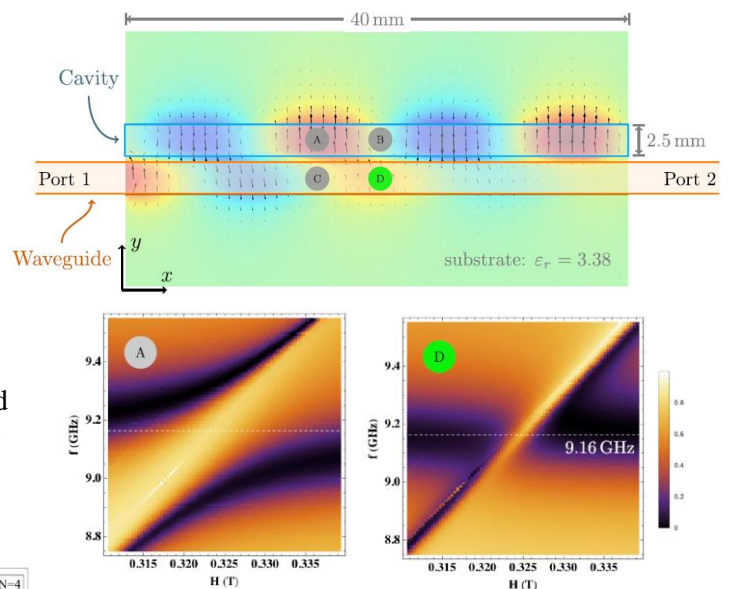 40 mm
Cavity
A
B
2.5 mm
Port 1
C
D
Port 2
Waveguide
y
x
substrate: εr = 3.38
A
f (GHz)
9.4
9.2
9.0
8.8
0.315 0.320 0.325 0.330 0.335
H (T)
D
f (GHz)
9.4
9.2
9.0
8.8
9.16 GHz
0.315 0.320 0.325 0.330 0.335
H (T)
0.8
0.6
0.4
0.2
0
d
N=4